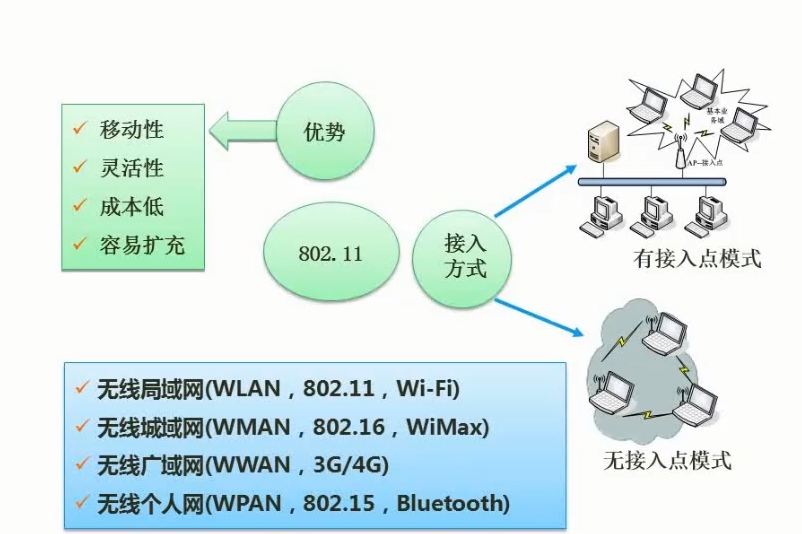 移动性
灵活性
成本低
容易扩充
优势
802.11
接入
方式
基本业
务域
AP--接入点
有接入点模式
无接入点模式
无线局域网(WLAN，802.11，Wi-Fi)
无线城域网(WMAN，802.16，WiMax)
无线广域网(WWAN，3G/4G)
无线个人网(WPAN，802.15，Bluetooth)